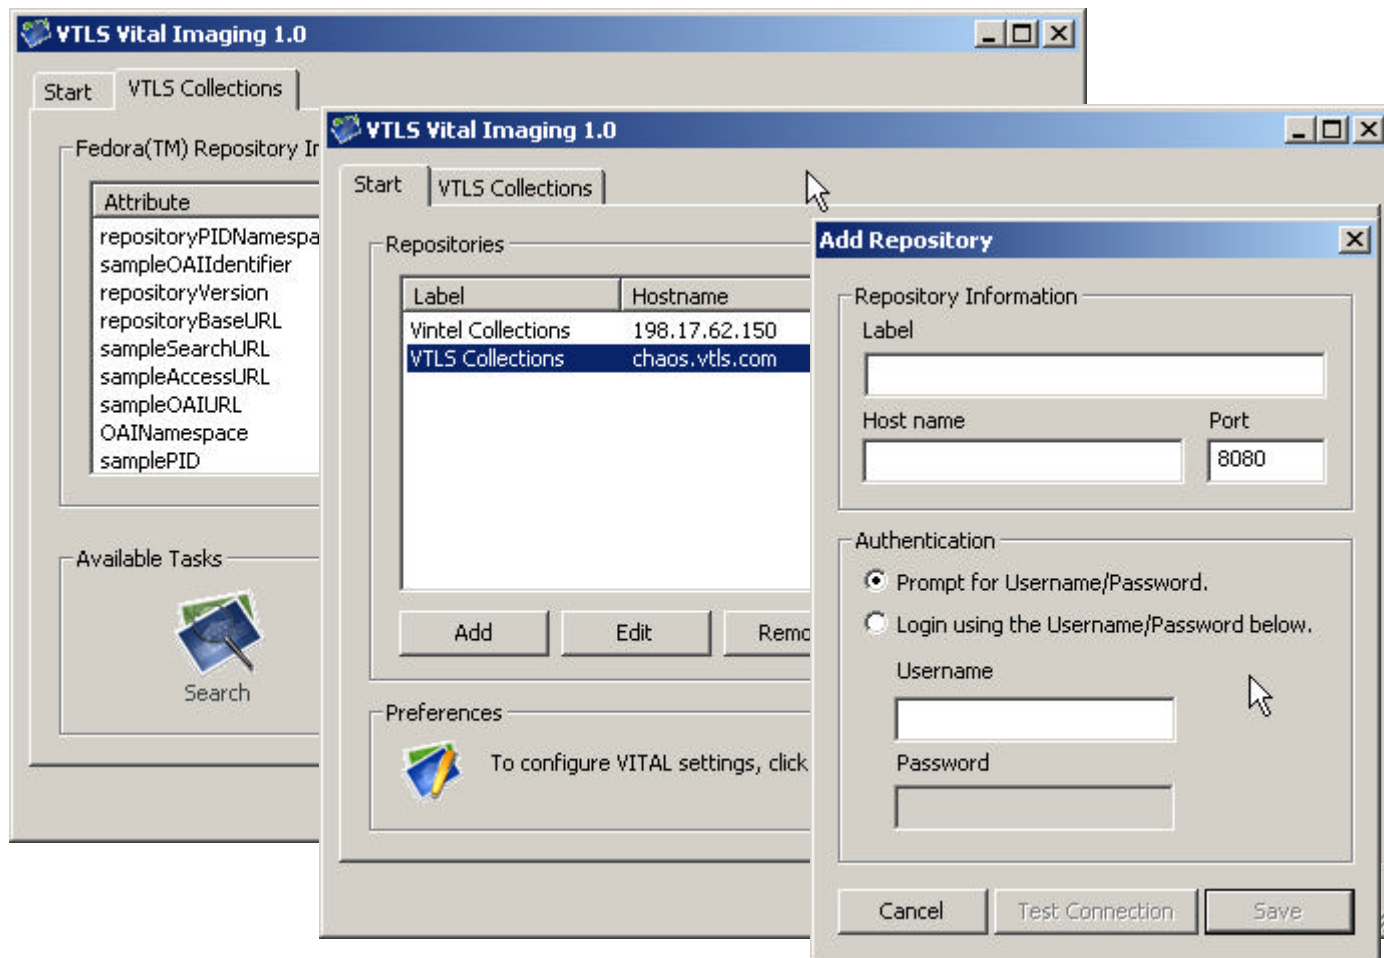 VTLS Vital Imaging 1.0
Start VTLS Collections
Fedora(TM) Repository
Attribute
repositoryPIDNamespa
sampleOAIIdentifier
repositoryVersion
repositoryBaseURL
sampleSearchURL
sampleAccessURL
sampleOAIURL
OAINamespace
samplePID
Available Tasks
Search
VTLS Vital Imaging 1.0
Start VTLS Collections
Repositories
Label Hostname
Vintel Collections 198.17.62.150
VTLS Collections chaos.vtls.com
Add Edit Remo
Preferences
To configure VITAL settings, click
Add Repository
Repository Information
Label
Host name Port
8080
Authentication
Prompt for Username/Password.
Login using the Username/Password below.
Username
Password
Cancel Test Connection Save